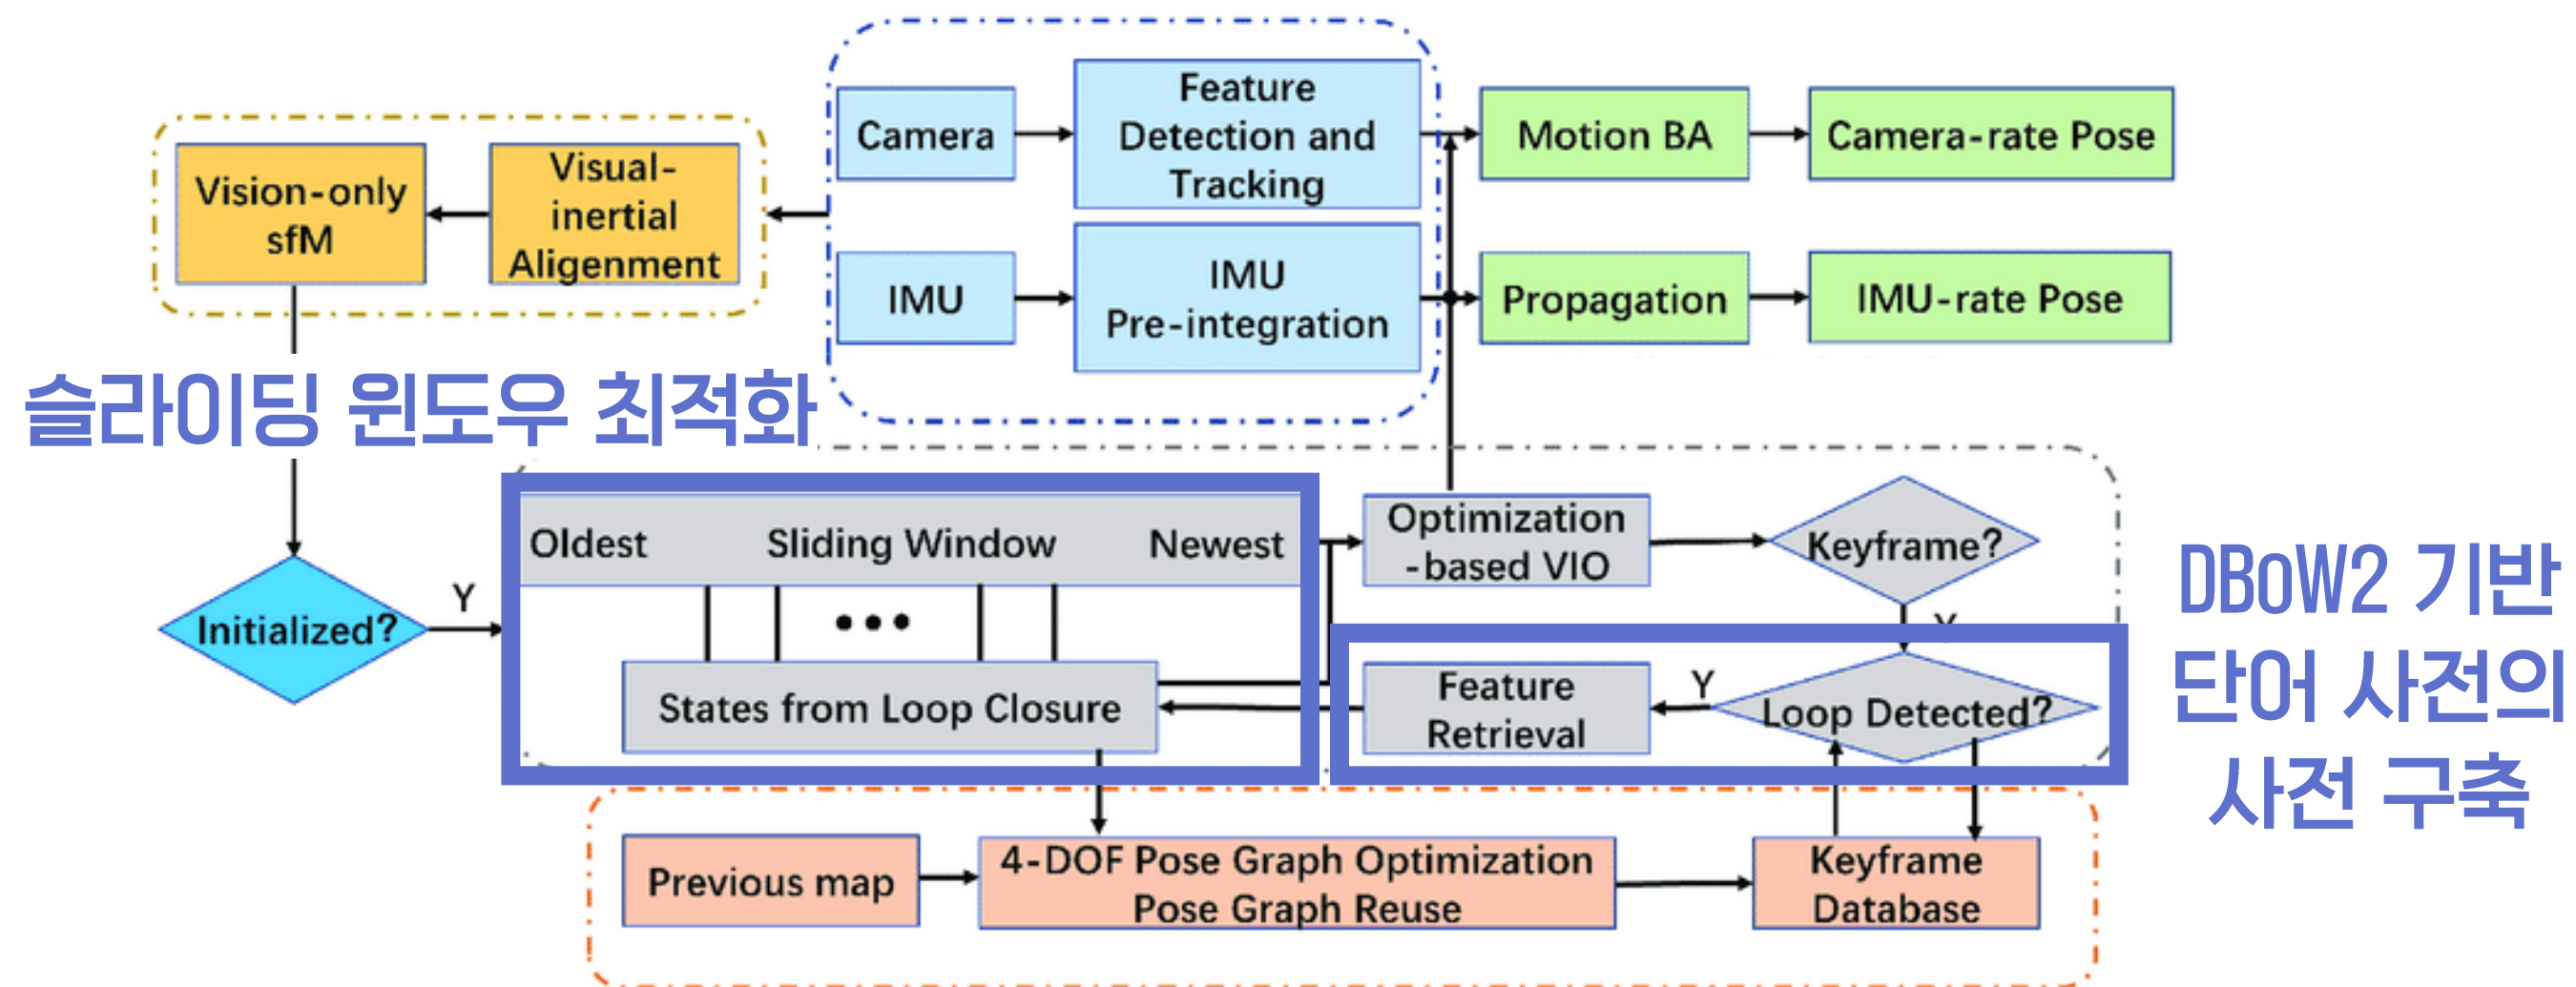 Camera
Feature
Detection and
Tracking
Motion BA
Camera-rate Pose
Vision-only
sfM
Visual-
inertial
Aligenment
IMU
IMU
Pre-integration
Propagation
IMU-rate Pose
슬라이딩 윈도우 최적화
Initialized?
Y
Oldest
Sliding Window
Newest
•••
States from Loop Closure
Optimization
-based VIO
Keyframe?
Y
Feature
Retrieval
Y
Loop Detected?
DBoW2 기반
단어 사전의
사전 구축
Previous map
4-DOF Pose Graph Optimization
Pose Graph Reuse
Keyframe
Database